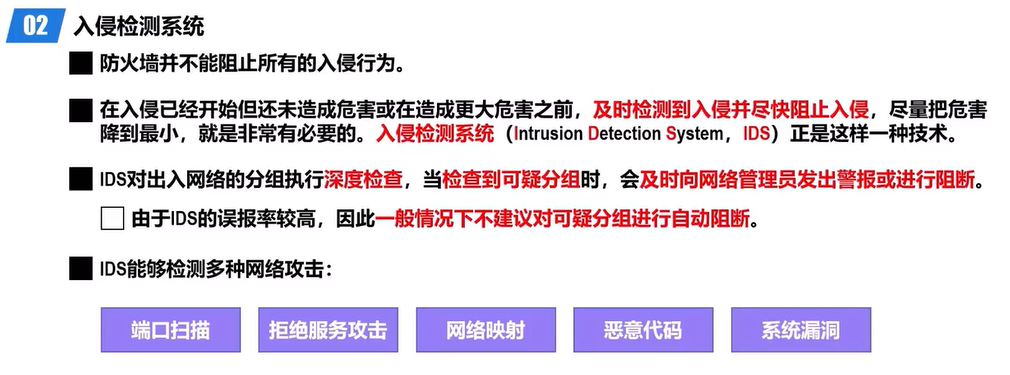 02 入侵检测系统
防火墙并不能阻止所有的入侵行为。
在入侵已经开始但还未造成危害或在造成更大危害之前，及时检测到入侵并尽快阻止入侵，尽量把危害
降到最小，就是非常有必要的。入侵检测系统（Intrusion Detection System，IDS）正是这样一种技术。
IDS对出入网络的分组执行深度检查，当检查到可疑分组时，会及时向网络管理员发出警报或进行阻断。
由于IDS的误报率较高，因此一般情况下不建议对可疑分组进行自动阻断。
IDS能够检测多种网络攻击：
端口扫描 拒绝服务攻击 网络映射 恶意代码 系统漏洞